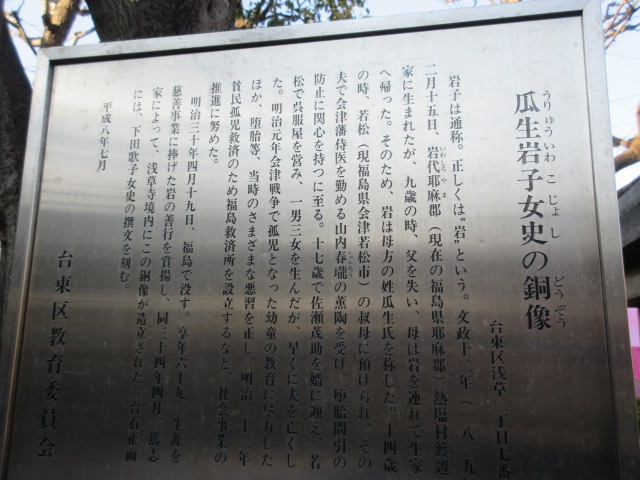 瓜生岩子女史の銅像
うりゅういわ こ じょ し どうぞう
台東区浅草二丁目七番
岩子は通称。正しくは"岩"という。文政十二年（一八二九）
二月十五日、岩代耶麻郡（現在の福島県耶麻郡）熱塩村渡辺
いわしろやま
家に生まれたが、九歳の時、父を失い、母は岩を連れて生家
へ帰った。そのため、岩は母方の姓瓜生氏を称した。十四歳
の時、若松（現福島県会津若松市）の叔母に預けられ、その
夫で会津藩侍医を勤める山内春瓏の薫陶を受け、堕胎間引の
防止に関心を持つに至る。十七歳で佐瀬茂助を婿に迎え、若
松で呉服屋を営み、一男三女を生んだが、早くに夫を亡くし
た。明治元年会津戦争で孤児となった幼童の教育に尽力した
ほか、堕胎等、当時のさまざまな悪習を正し、明治二十二年
貧民孤児救済のため福島救済所を設立するなど、社会事業の
推進に努めた。
明治三十年四月十九日、福島で没す。享年六十九。生涯を
慈善事業に捧げた岩の善行を賞揚し、同三十四年四月、篤志
家によって、浅草寺境内にこの銅像が造立された。台石正面
には、下田歌子女史の撰文を刻む。
平成八年七月
台東区教育委員会